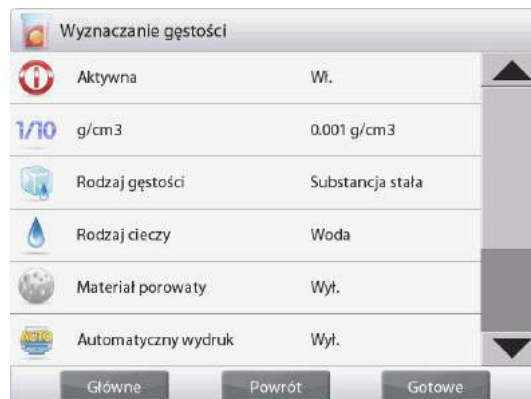 Wyznaczanie gęstości
Aktywna Wł.
1/10 g/cm3 0.001 g/cm3
Rodzaj gęstości Substancja stała
Rodzaj cieczy Woda
Materiał porowaty Wył.
AUTO Automatyczny wydruk Wył.
Główne Powrót Gotowe